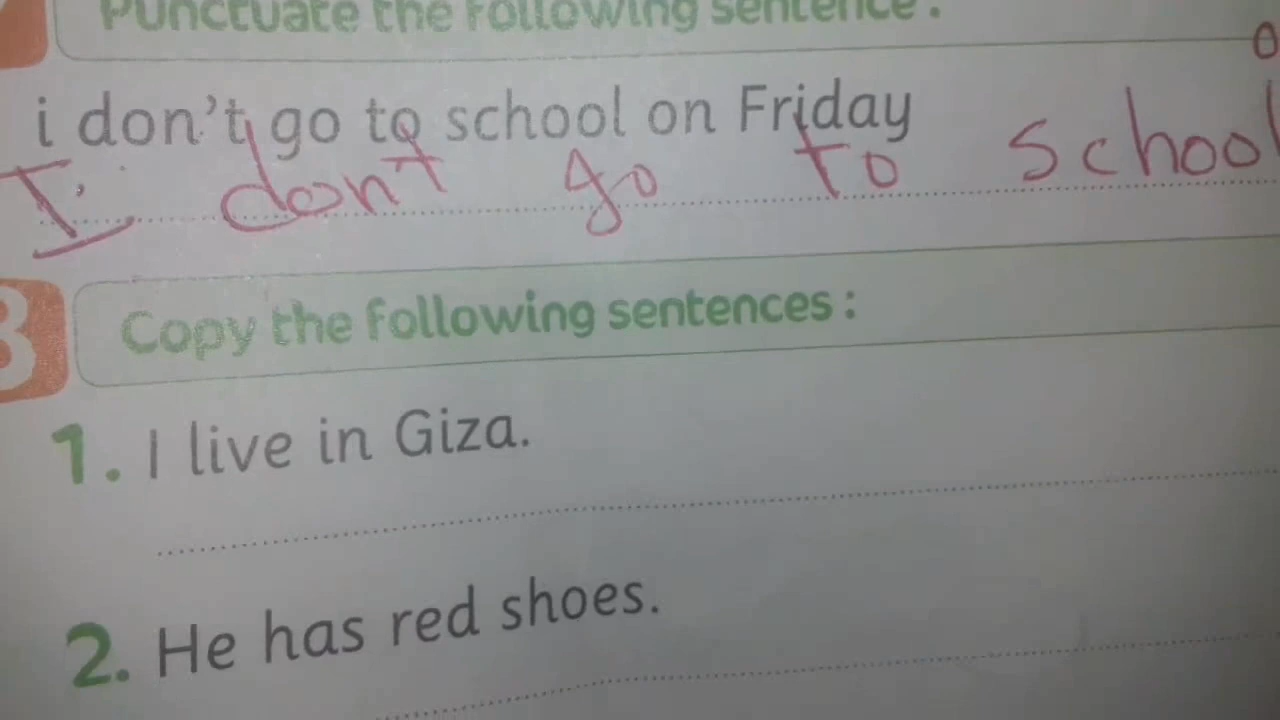 Punctuate the following sentence :
i don't go to school on Friday
I don't go to school
3 Copy the following sentences :
1. I live in Giza.
2. He has red shoes.